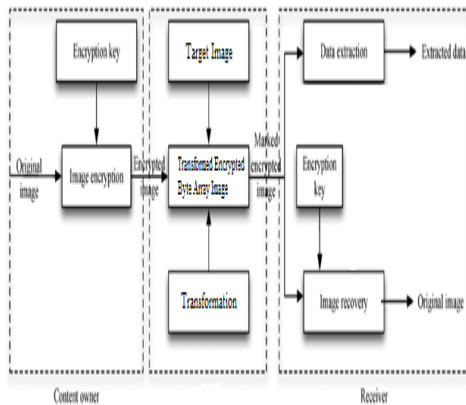 Encryption key
Target Image
Data extraction
Extracted data
Original
image
Image encryption
Encrypted
image
Transformed Encrypted
Byte Array Image
Marked
encrypted
image
Encryption
key
Transformation
Image recovery
Original image
Content owner
Receiver